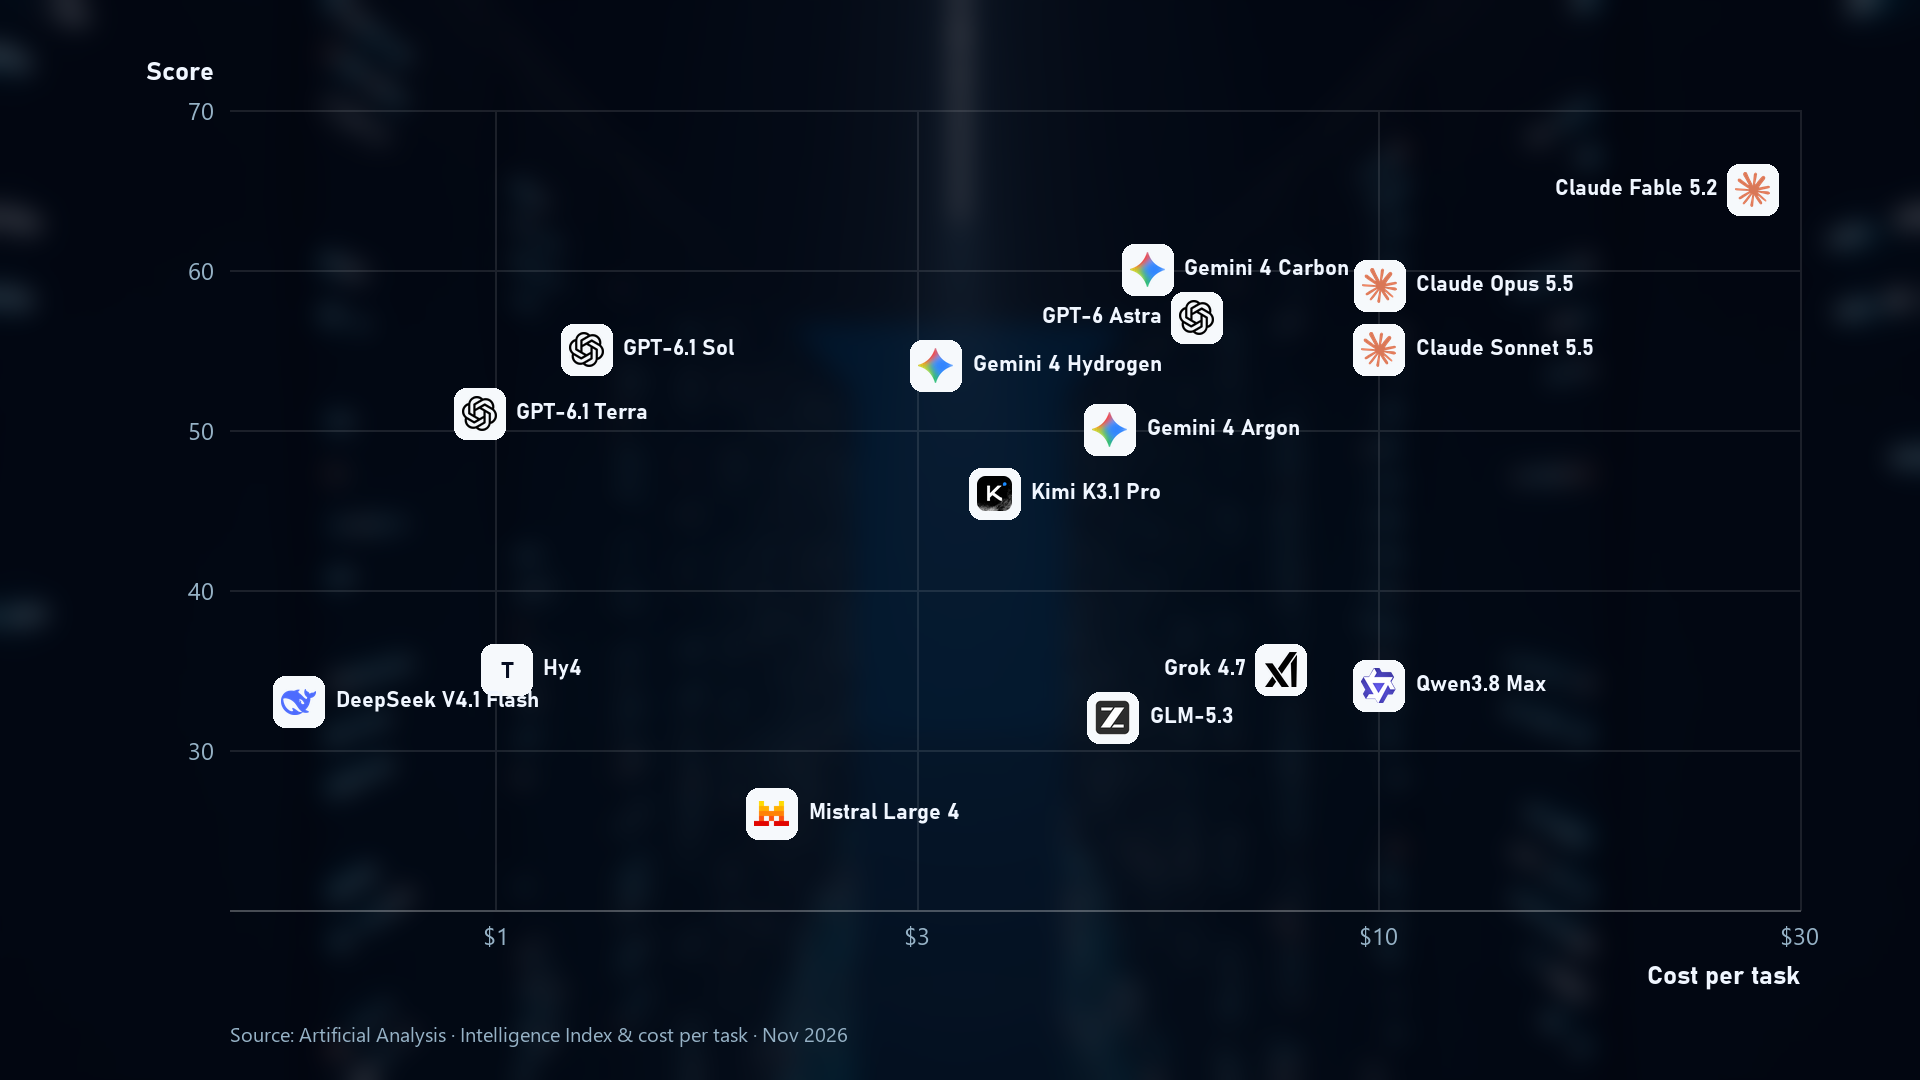 Score
70
Claude Fable 5.2
60
Gemini 4 Carbon
Claude Opus 5.5
GPT-6 Astra
GPT-6.1 Sol
Claude Sonnet 5.5
Gemini 4 Hydrogen
GPT-6.1 Terra
50
Gemini 4 Argon
Kimi K3.1 Pro
40
T
Hy4
Grok 4.7
Qwen3.8 Max
DeepSeek V4.1 Flash
GLM-5.3
30
Mistral Large 4
$1
$3
$10
$30
Cost per task
Source: Artificial Analysis · Intelligence Index & cost per task · Nov 2026